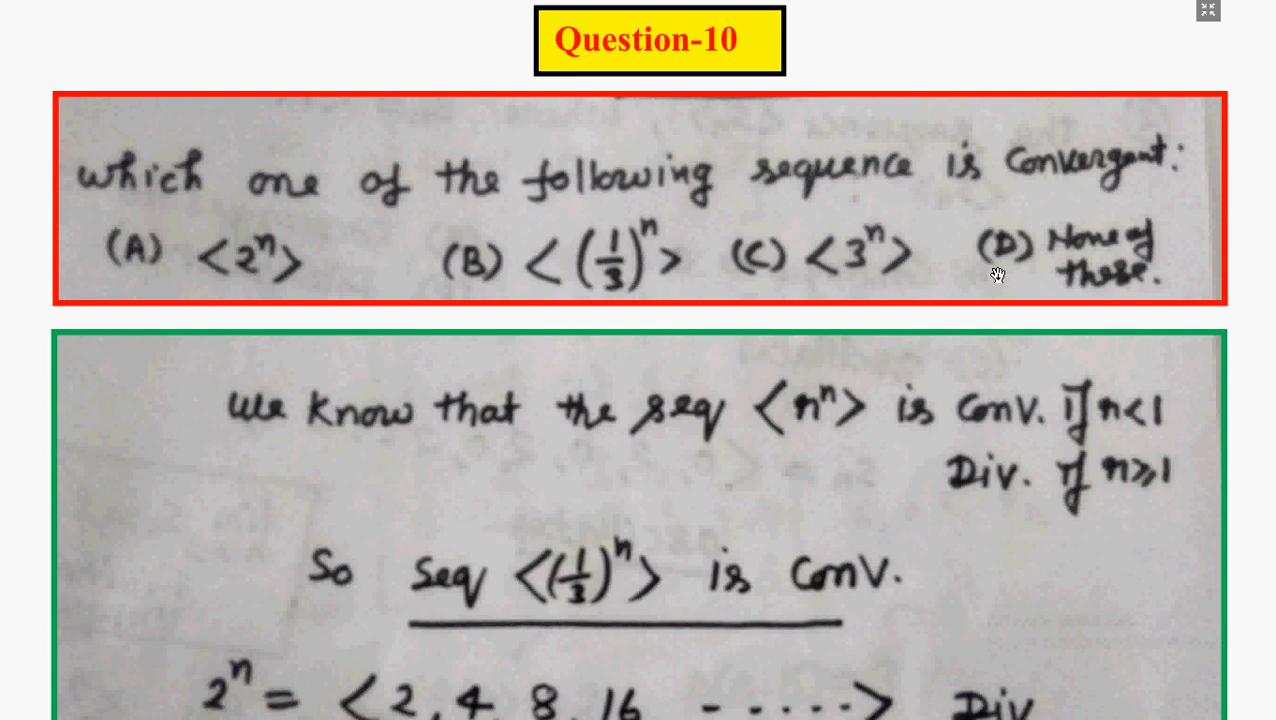 Question-10
which one of the following sequence is convergent:
(A) <2ⁿ> (B) <(1/3)ⁿ> (C) <3ⁿ> (D) None of these.
We know that the seq <rⁿ> is conv. if r<1
Div. if r≥1
So seq <(1/3)ⁿ> is conv.
2ⁿ = <2, 4, 8, 16 - ·····> Div